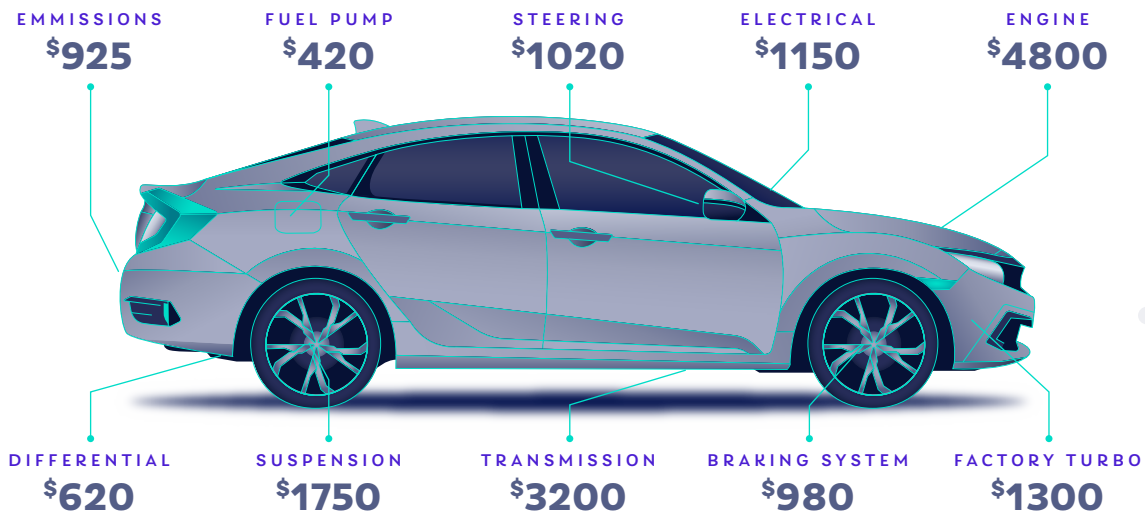 EMMISSIONS
$925
FUEL PUMP
$420
STEERING
$1020
ELECTRICAL
$1150
ENGINE
$4800
DIFFERENTIAL
$620
SUSPENSION
$1750
TRANSMISSION
$3200
BRAKING SYSTEM
$980
FACTORY TURBO
$1300